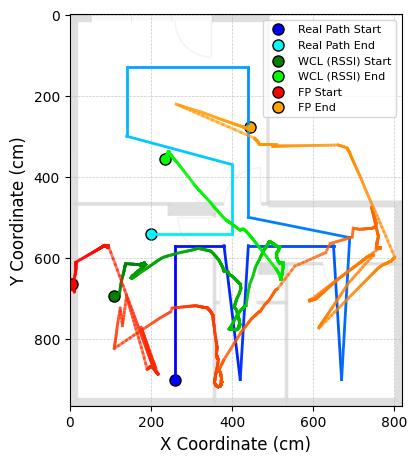 Real Path Start
Real Path End
WCL (RSSI) Start
WCL (RSSI) End
FP Start
FP End
0
200
400
600
800
Y Coordinate (cm)
0 200 400 600 800
X Coordinate (cm)